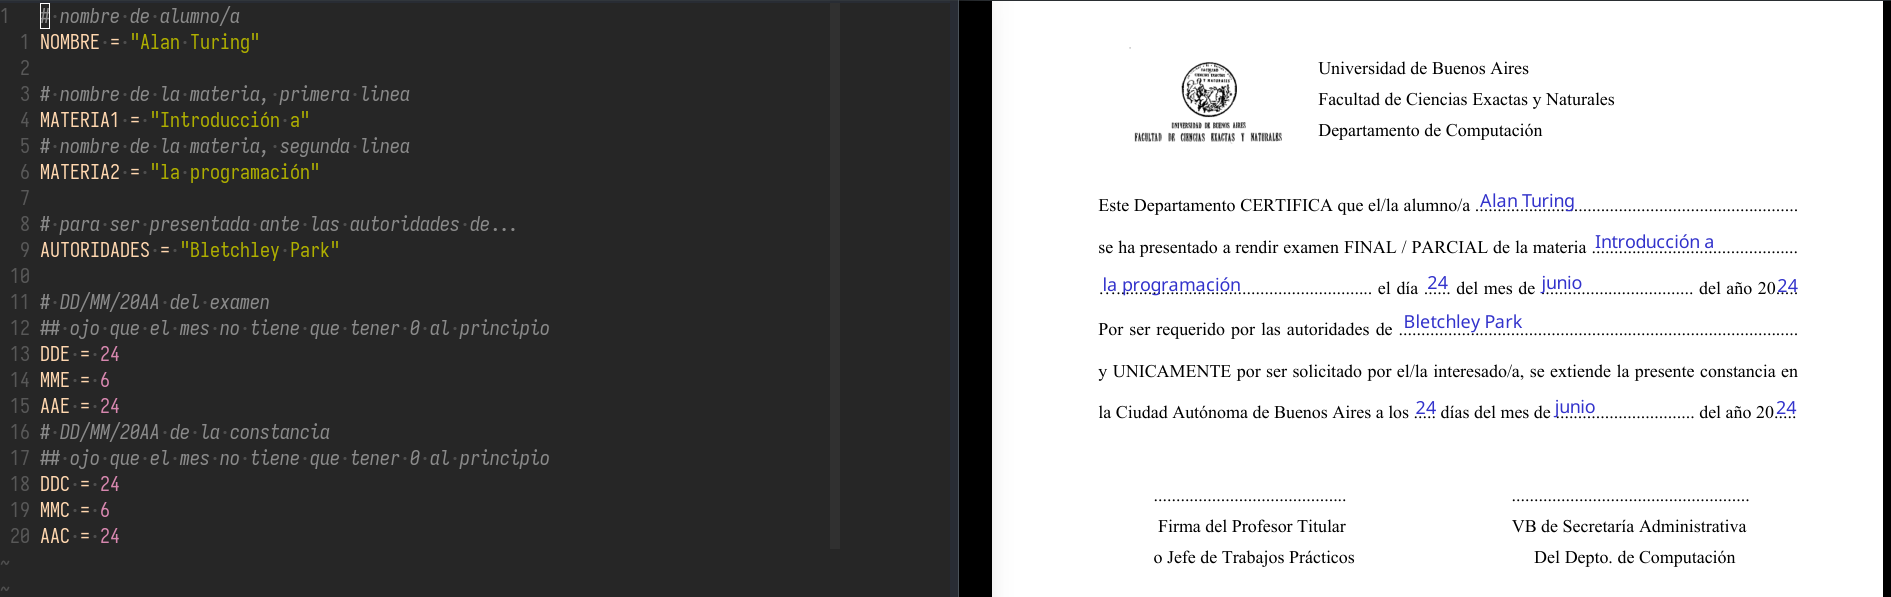 1 # nombre de alumno/a
1 NOMBRE = "Alan Turing"
2
3 # nombre de la materia, primera linea
4 MATERIA1 = "Introducción a"
5 # nombre de la materia, segunda linea
6 MATERIA2 = "la programación"
7
8 # para ser presentada ante las autoridades de...
9 AUTORIDADES = "Bletchley Park"
10
11 # DD/MM/20AA del examen
12 ## ojo que el mes no tiene que tener 0 al principio
13 DDE = 24
14 MME = 6
15 AAE = 24
16 # DD/MM/20AA de la constancia
17 ## ojo que el mes no tiene que tener 0 al principio
18 DDC = 24
19 MMC = 6
20 AAC = 24
~
~
UNIVERSIDAD DE BUENOS AIRES
FACULTAD DE CIENCIAS EXACTAS Y NATURALES
Universidad de Buenos Aires
Facultad de Ciencias Exactas y Naturales
Departamento de Computación
Este Departamento CERTIFICA que el/la alumno/a Alan Turing
se ha presentado a rendir examen FINAL / PARCIAL de la materia Introducción a
la programación el día 24 del mes de junio del año 2024
Por ser requerido por las autoridades de Bletchley Park
y UNICAMENTE por ser solicitado por el/la interesado/a, se extiende la presente constancia en
la Ciudad Autónoma de Buenos Aires a los 24 días del mes de junio del año 2024
Firma del Profesor Titular
o Jefe de Trabajos Prácticos
VB de Secretaría Administrativa
Del Depto. de Computación